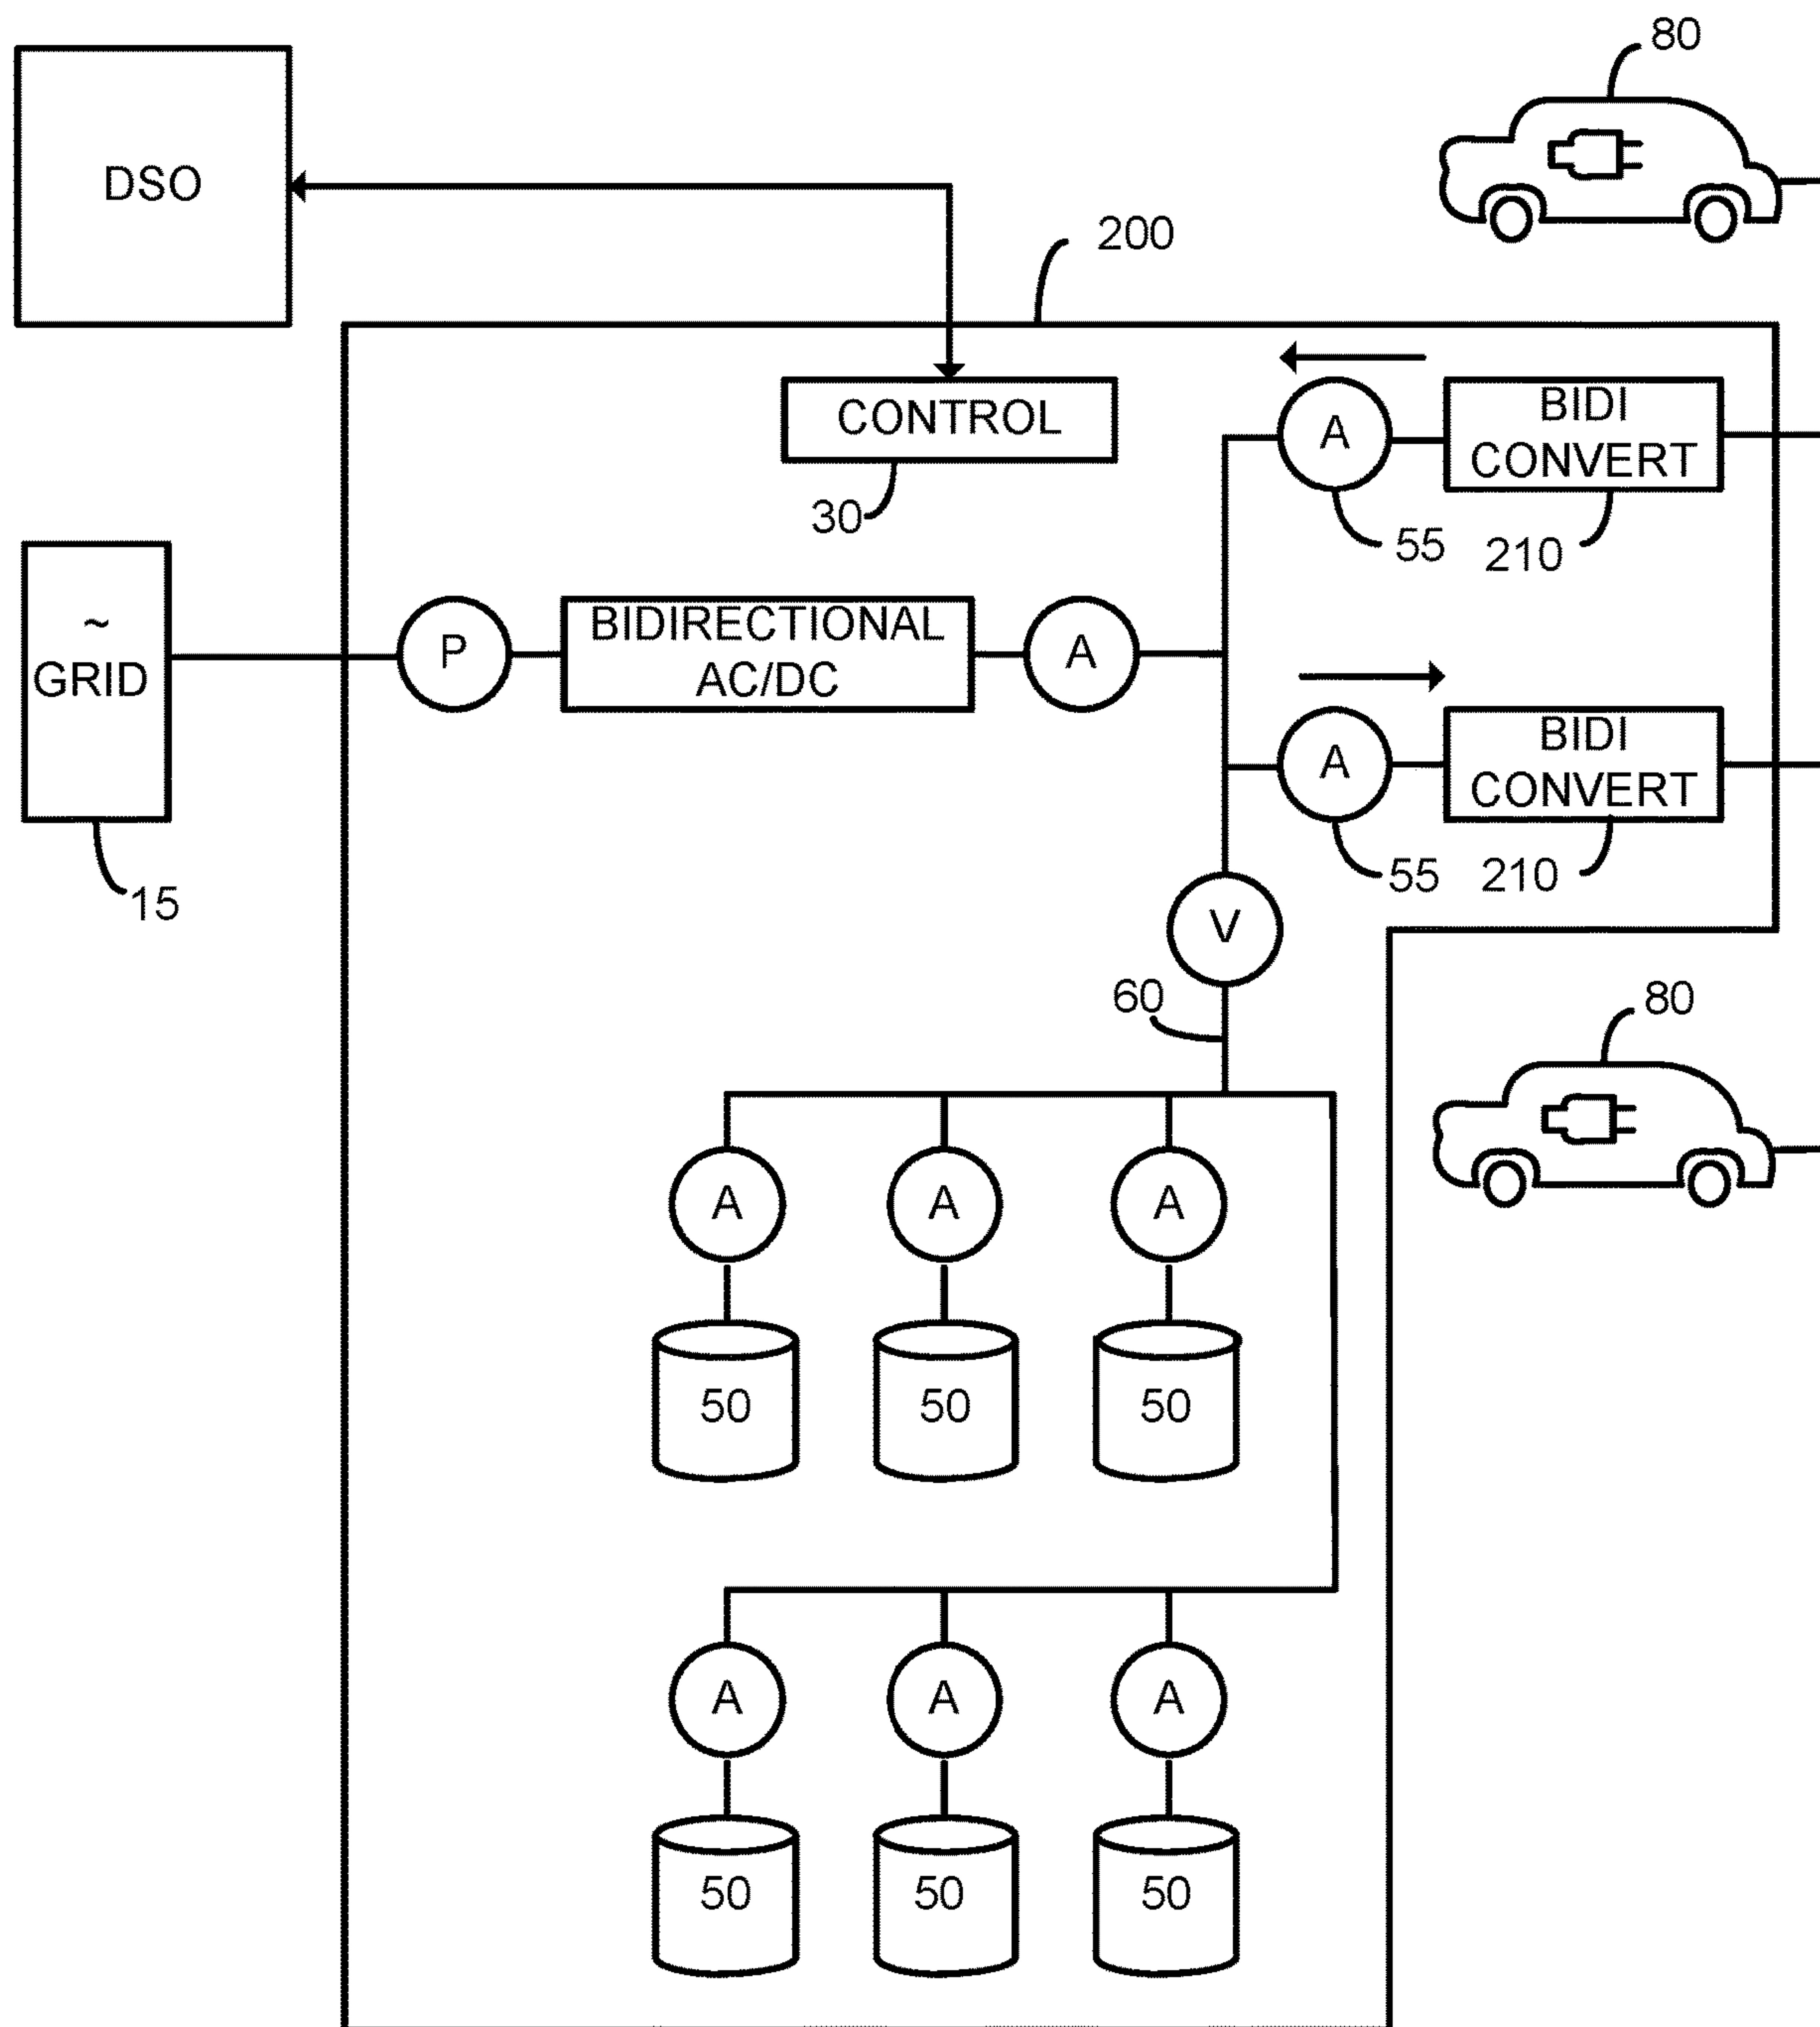 80
DSO
200
CONTROL
30
A
BIDI
CONVERT
55
210
~
GRID
15
P
BIDIRECTIONAL
AC/DC
A
A
BIDI
CONVERT
55
210
V
60
80
A
A
A
50
50
50
A
A
A
50
50
50